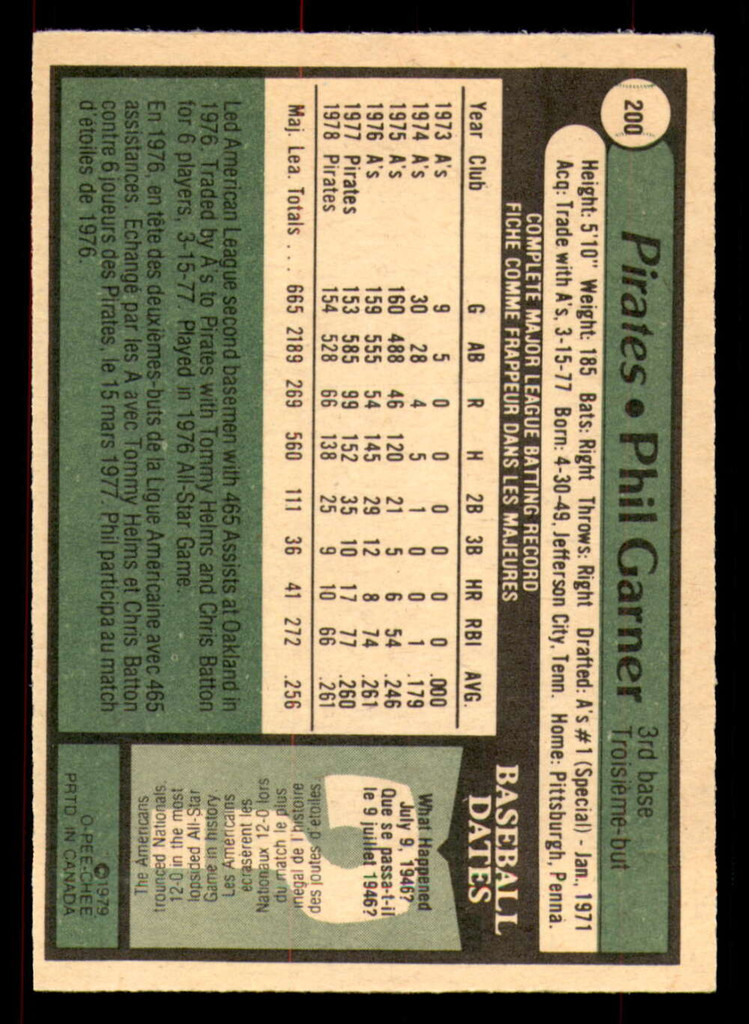 200
Pirates • Phil Garner
3rd base
Troisième-but
Height: 5'10" Weight: 185 Bats: Right Throws: Right Drafted: A's #1 (Special) - Jan., 1971
Acq: Trade with A's, 3-15-77 Born: 4-30-49, Jefferson City, Tenn. Home: Pittsburgh, Penna.
COMPLETE MAJOR LEAGUE BATTING RECORD
FICHE COMME FRAPPEUR DANS LES MAJEURES
Year Club G AB R H 2B 3B HR RBI AVG.
1973 A's 9 5 0 0 0 0 0 0 .000
1974 A's 30 28 4 5 1 0 0 1 .179
1975 A's 160 488 46 120 21 5 6 54 .246
1976 A's 159 555 54 145 29 12 8 74 .261
1977 Pirates 153 585 99 152 35 10 17 77 .260
1978 Pirates 154 528 66 138 25 9 10 66 .261
Maj. Lea. Totals . . . 665 2189 269 560 111 36 41 272 .256
Led American League second basemen with 465 Assists at Oakland in
1976. Traded by A's to Pirates with Tommy Helms and Chris Batton
for 6 players, 3-15-77. Played in 1976 All-Star Game.
En 1976, en tête des deuxièmes-buts de la Ligue Américaine avec 465
assistances. Echangé par les A avec Tommy Helms et Chris Batton
contre 6 joueurs des Pirates, le 15 mars 1977. Phil participa au match
d'étoiles de 1976.
BASEBALL
DATES
What Happened
July 9, 1946?
Que se passa-t-il
le 9 juillet 1946?
The Americans
trounced Nationals,
12-0 in the most
lopsided All-Star
Game in history.
Les Américains
écrasèrent les
Nationaux 12-0 lors
du match le plus
inégal de l'histoire
des joutes d'étoiles
©1979
O-PEE-CHEE
PRTD IN CANADA